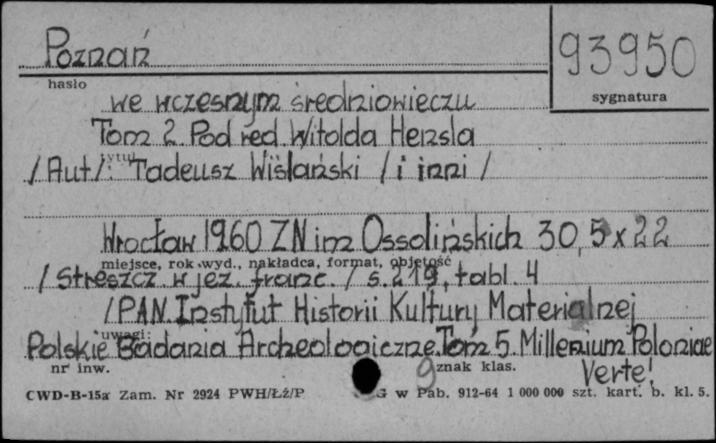 Poznań
93950
hasło
sygnatura
we wczesnym średniowieczu
Tom 2. Pod red. Witolda Hensla
tytuł
/Aut/: Tadeusz Wiślański /i inni/
Wrocław 1960 ZN im Ossolińskich 30,5 x 22
miejsce, rok wyd., nakładca, format, objętość
/Streszcz. w jęz. franc. / s. 219, tabl. 4
/PAN. Instytut Historii Kultury Materialnej
uwagi:
Polskie Badania Archeologiczne. Tom 5. Millenium Poloniae
nr inw.
9
znak klas.
Verte!
CWD-B-15a Zam. Nr 2924 PWH/Łż/P
G w Pab. 912-64 1 000 000 szt. kart. b. kl. 5.